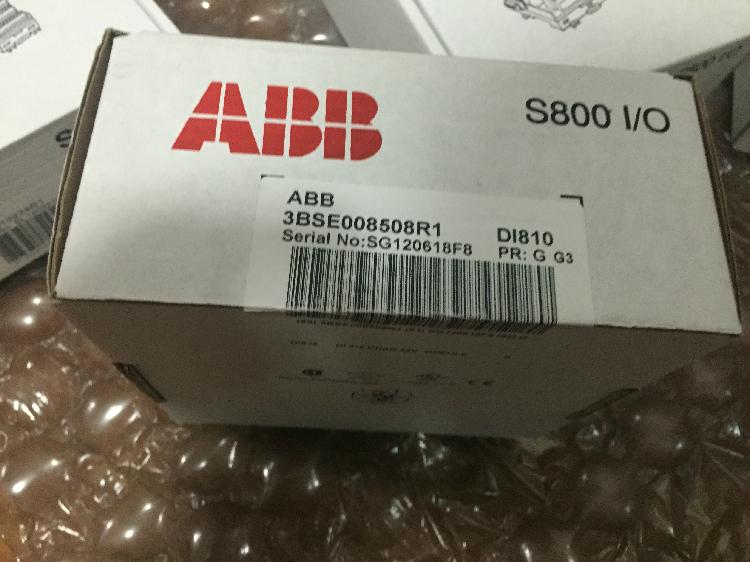 ABB
S800 I/O
ABB
3BSE008508R1
DI810
Serial No:SG120618F8
PR: G G3